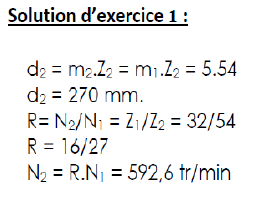 Solution d’exercice 1 :
d₂ = m₂.Z₂ = m₁.Z₂ = 5.54
d₂ = 270 mm.
R= N₂/N₁ = Z₁/Z₂ = 32/54
R = 16/27
N₂ = R.N₁ = 592,6 tr/min